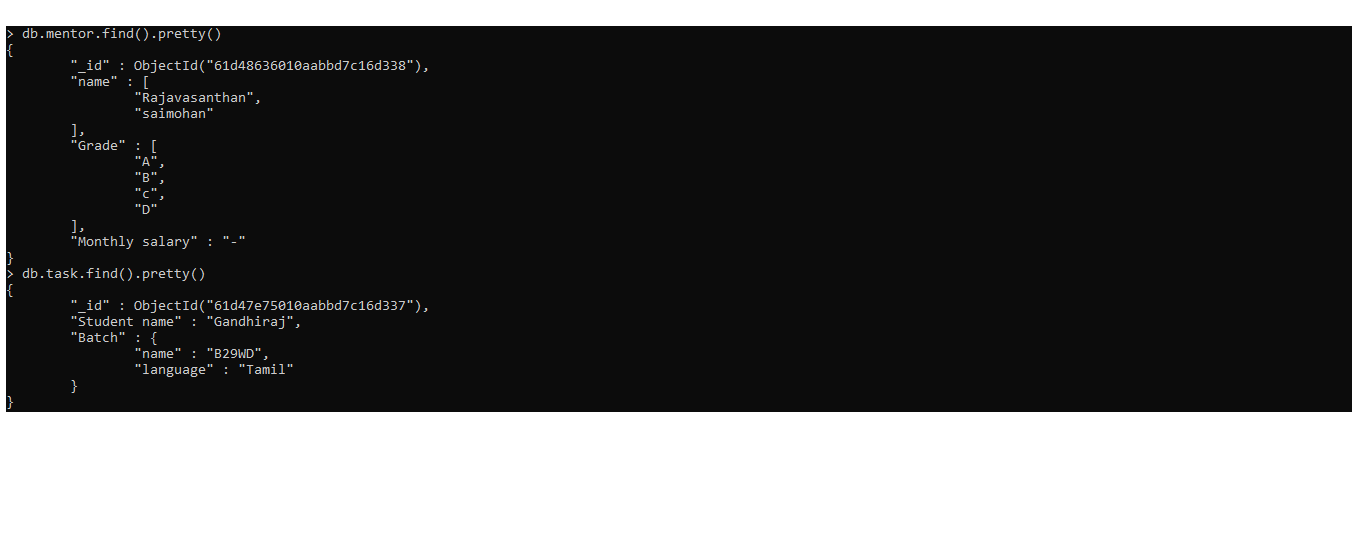 > db.mentor.find().pretty()
{
        "_id" : ObjectId("61d48636010aabbd7c16d338"),
        "name" : [
                "Rajavasanthan",
                "saimohan"
        ],
        "Grade" : [
                "A",
                "B",
                "c",
                "D"
        ],
        "Monthly salary" : "-"
}
> db.task.find().pretty()
{
        "_id" : ObjectId("61d47e75010aabbd7c16d337"),
        "Student name" : "Gandhiraj",
        "Batch" : {
                "name" : "B29WD",
                "language" : "Tamil"
        }
}